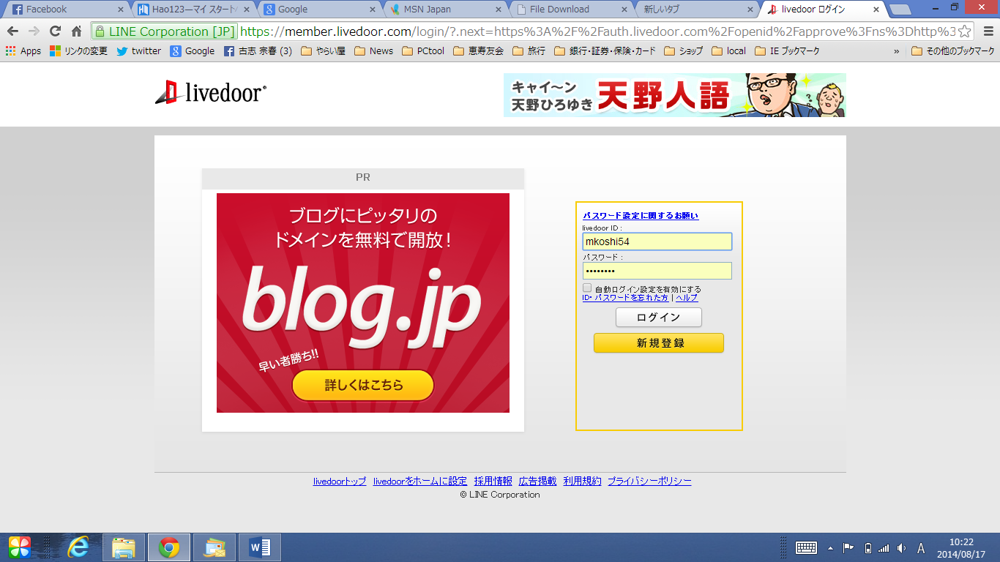 Facebook
Hao123—マイ スタート
Google
MSN Japan
File Download
新しいタブ
livedoor ログイン
LINE Corporation [JP]
https://member.livedoor.com/login/?.next=https%3A%2F%2Fauth.livedoor.com%2Fopenid%2Fapprove%3Fns%3Dhttp%3
Apps
リンクの変更
twitter
Google
古志 宗春 (3)
やらい屋
News
PCtool
恵寿友会
旅行
銀行・証券・保険・カード
ショップ
local
IE ブックマーク
»
その他のブックマーク
livedoor
キャイ〜ン
天野ひろゆき
天野人語
PR
ブログにピッタリの
ドメインを無料で開放!
blog.jp
早い者勝ち!!
詳しくはこちら
パスワード設定に関するお願い
livedoor ID :
mkoshi54
パスワード :
••••••••
自動ログイン設定を有効にする
ID・パスワードを忘れた方 | ヘルプ
ログイン
新規登録
livedoorトップ livedoorをホームに設定 採用情報 広告掲載 利用規約 プライバシーポリシー
© LINE Corporation
A
10:22
2014/08/17